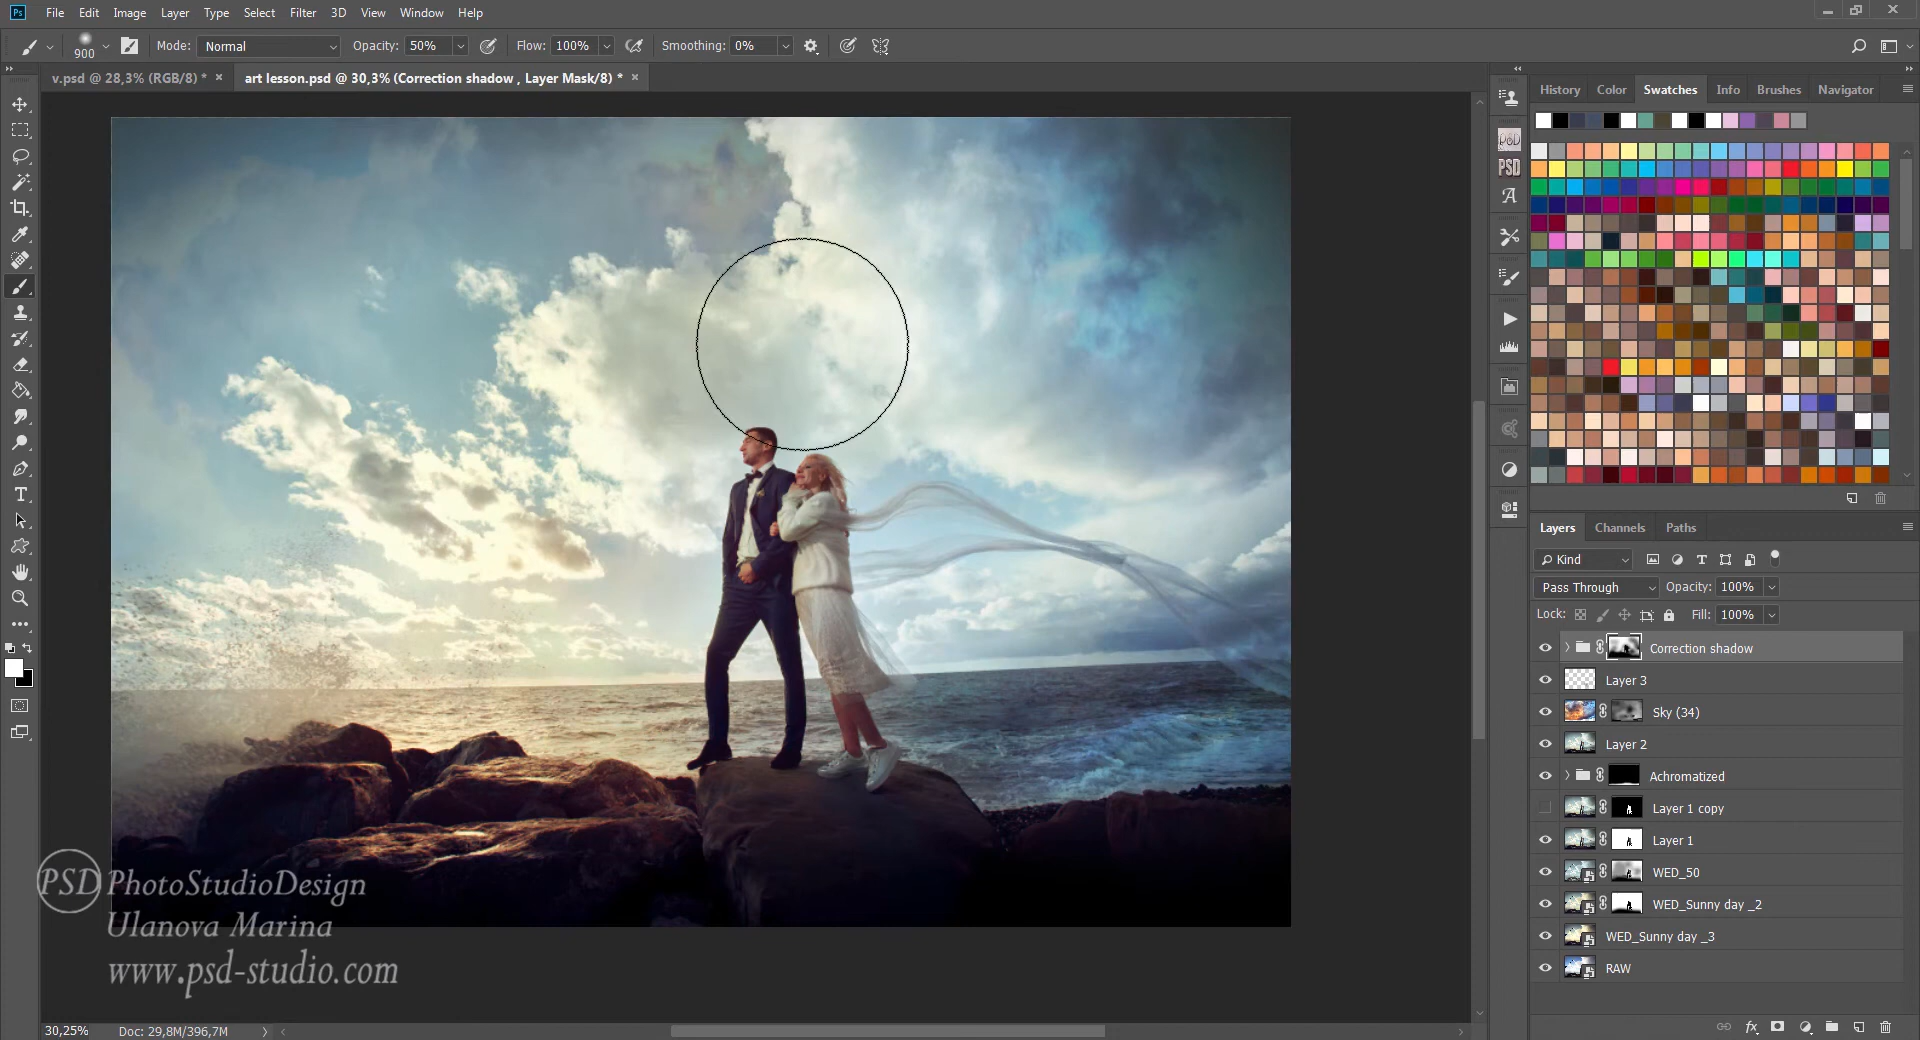 Ps File Edit Image Layer Type Select Filter 3D View Window Help
900 Mode: Normal Opacity: 50% Flow: 100% Smoothing: 0%
v.psd @ 28,3% (RGB/8) * × art lesson.psd @ 30,3% (Correction shadow , Layer Mask/8) * ×
History Color Swatches Info Brushes Navigator
PSD
PSD
A
Layers Channels Paths
Kind
Pass Through Opacity: 100%
Lock: Fill: 100%
Correction shadow
Layer 3
Sky (34)
Layer 2
Achromatized
Layer 1 copy
Layer 1
WED_50
WED_Sunny day _2
WED_Sunny day _3
RAW
PSD PhotoStudioDesign
Ulanova Marina
www.psd-studio.com
30,25% Doc: 29,8M/396,7M
fx